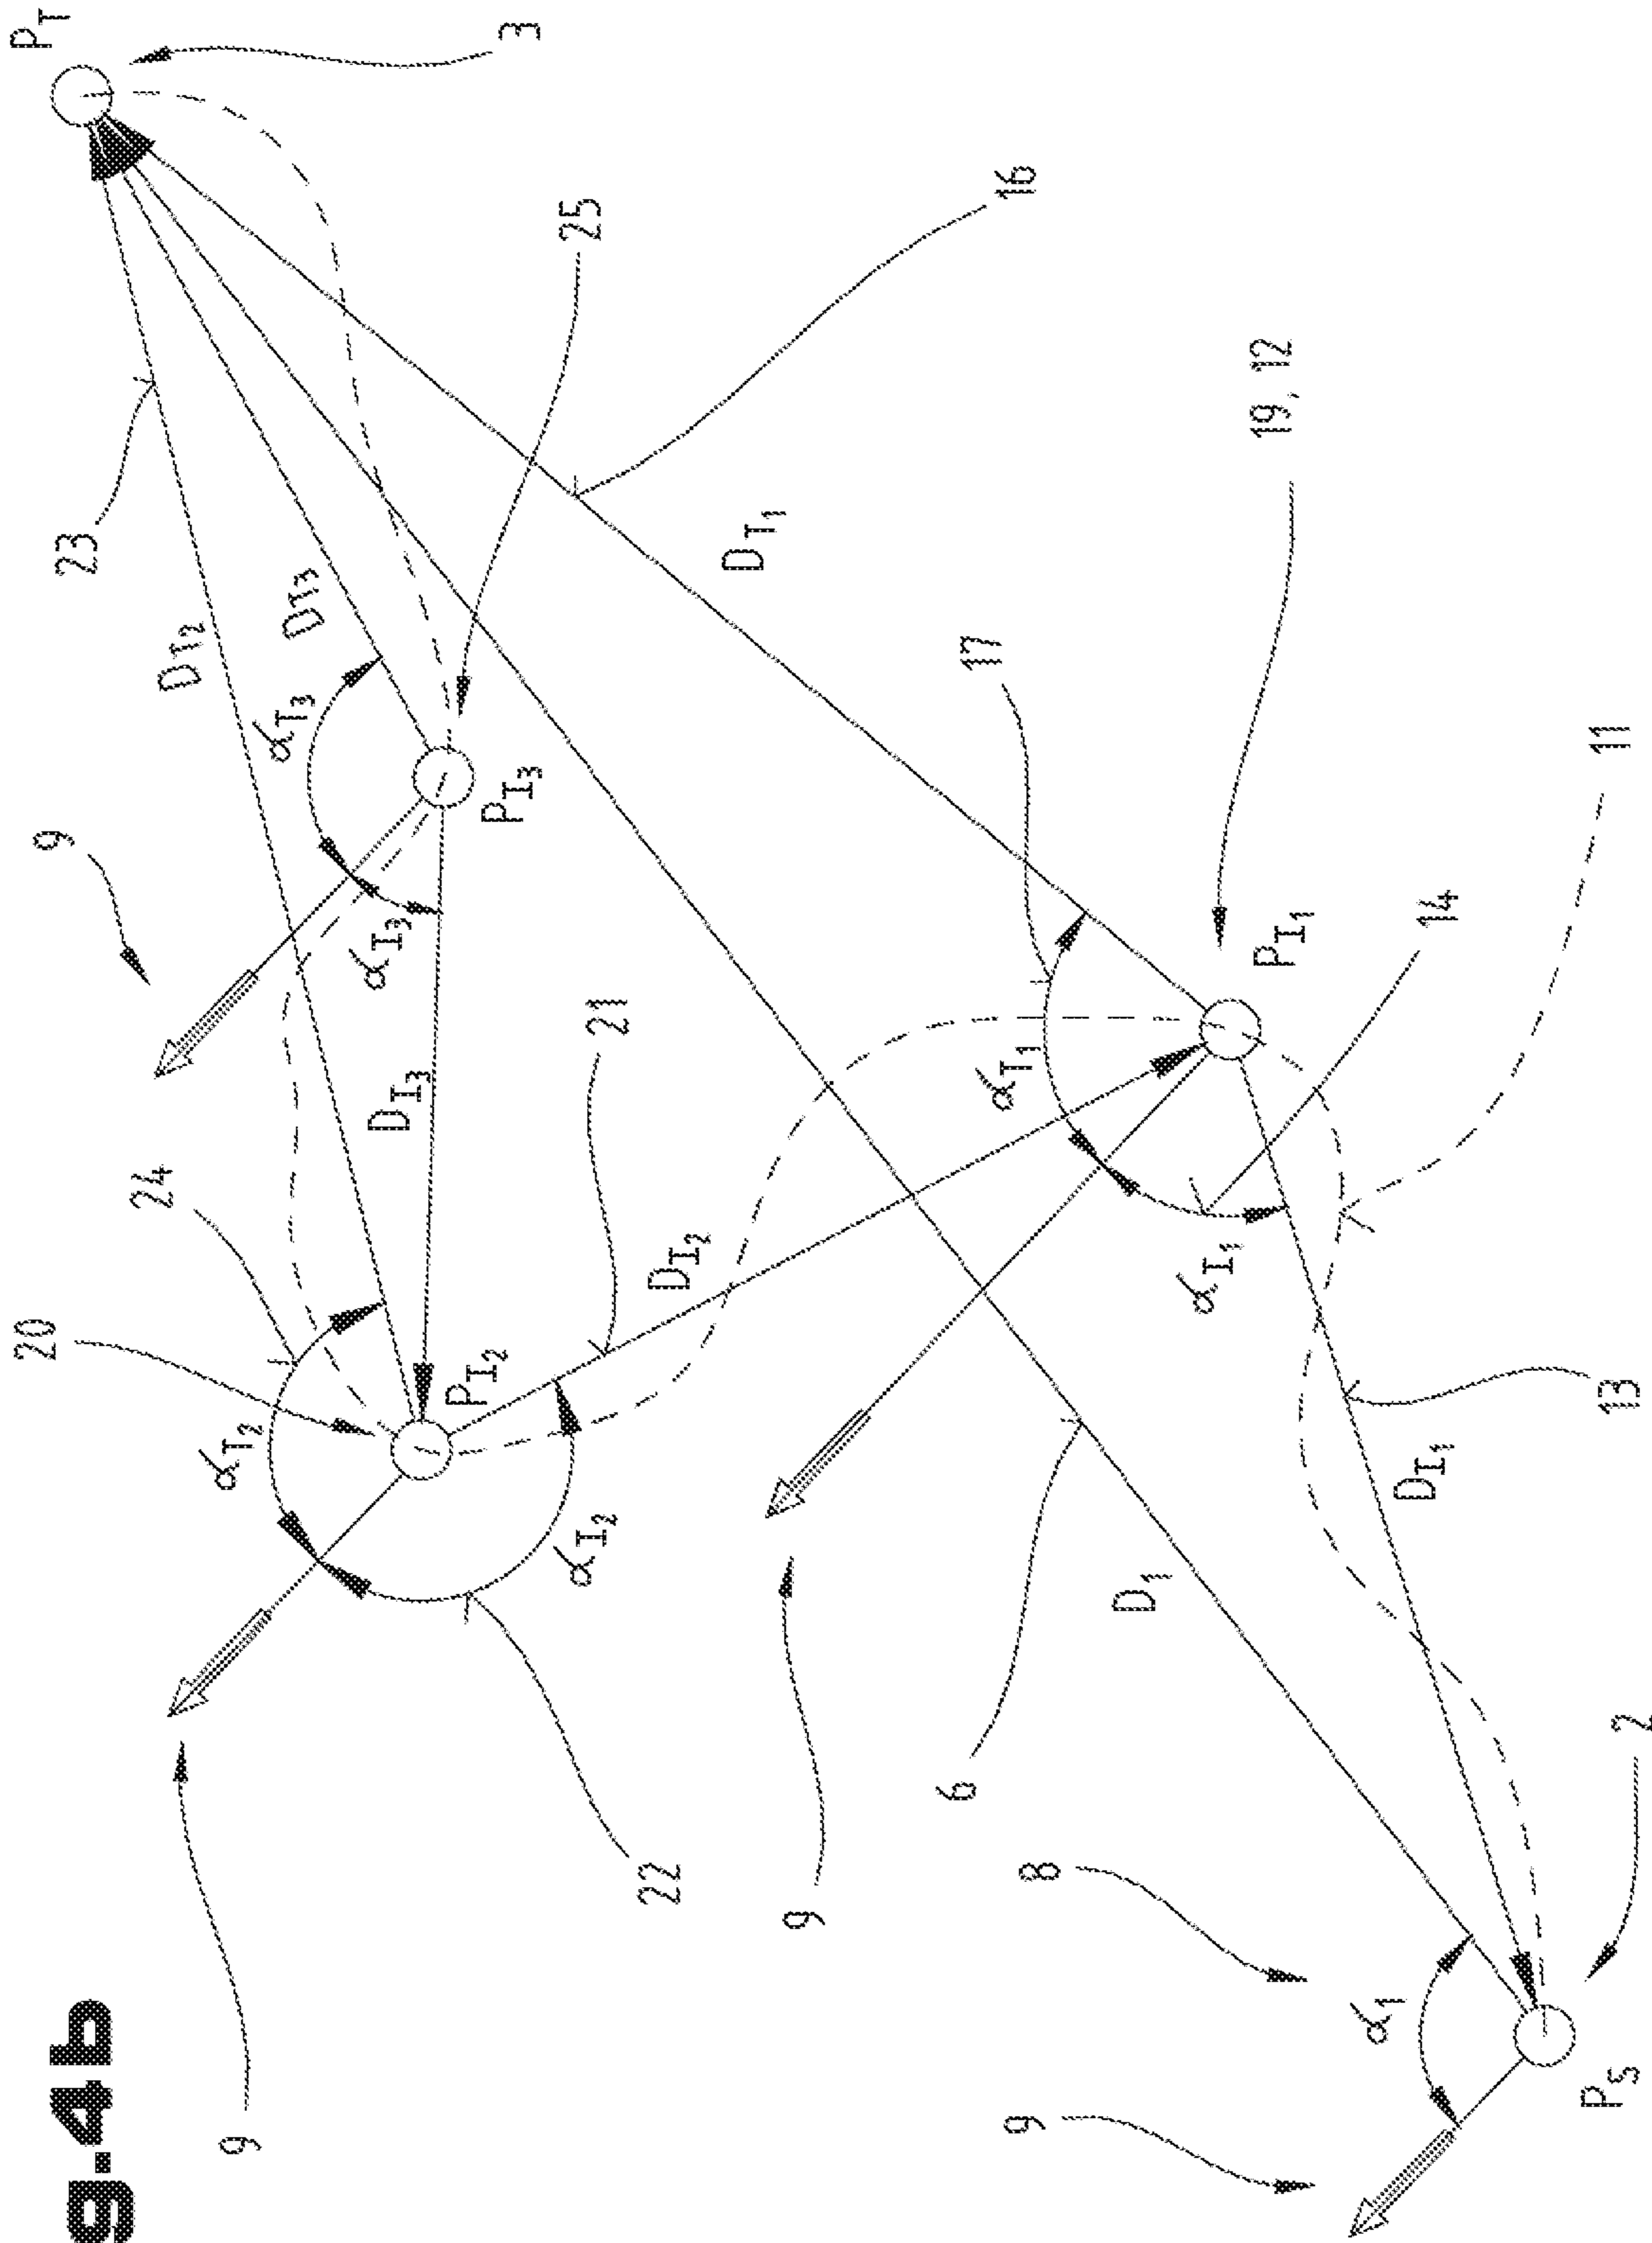 g.4b
P_T
3
23
D_T2
D_T3
16
25
α_T3
9
P_I3
α_I3
D_T1
19, 12
17
D_I3
21
24
20
α_T2
P_I2
D_I2
α_T1
P_I1
14
11
α_I1
α_I2
9
22
9
D_1
6
D_I1
13
8
α_1
2
9
P_S